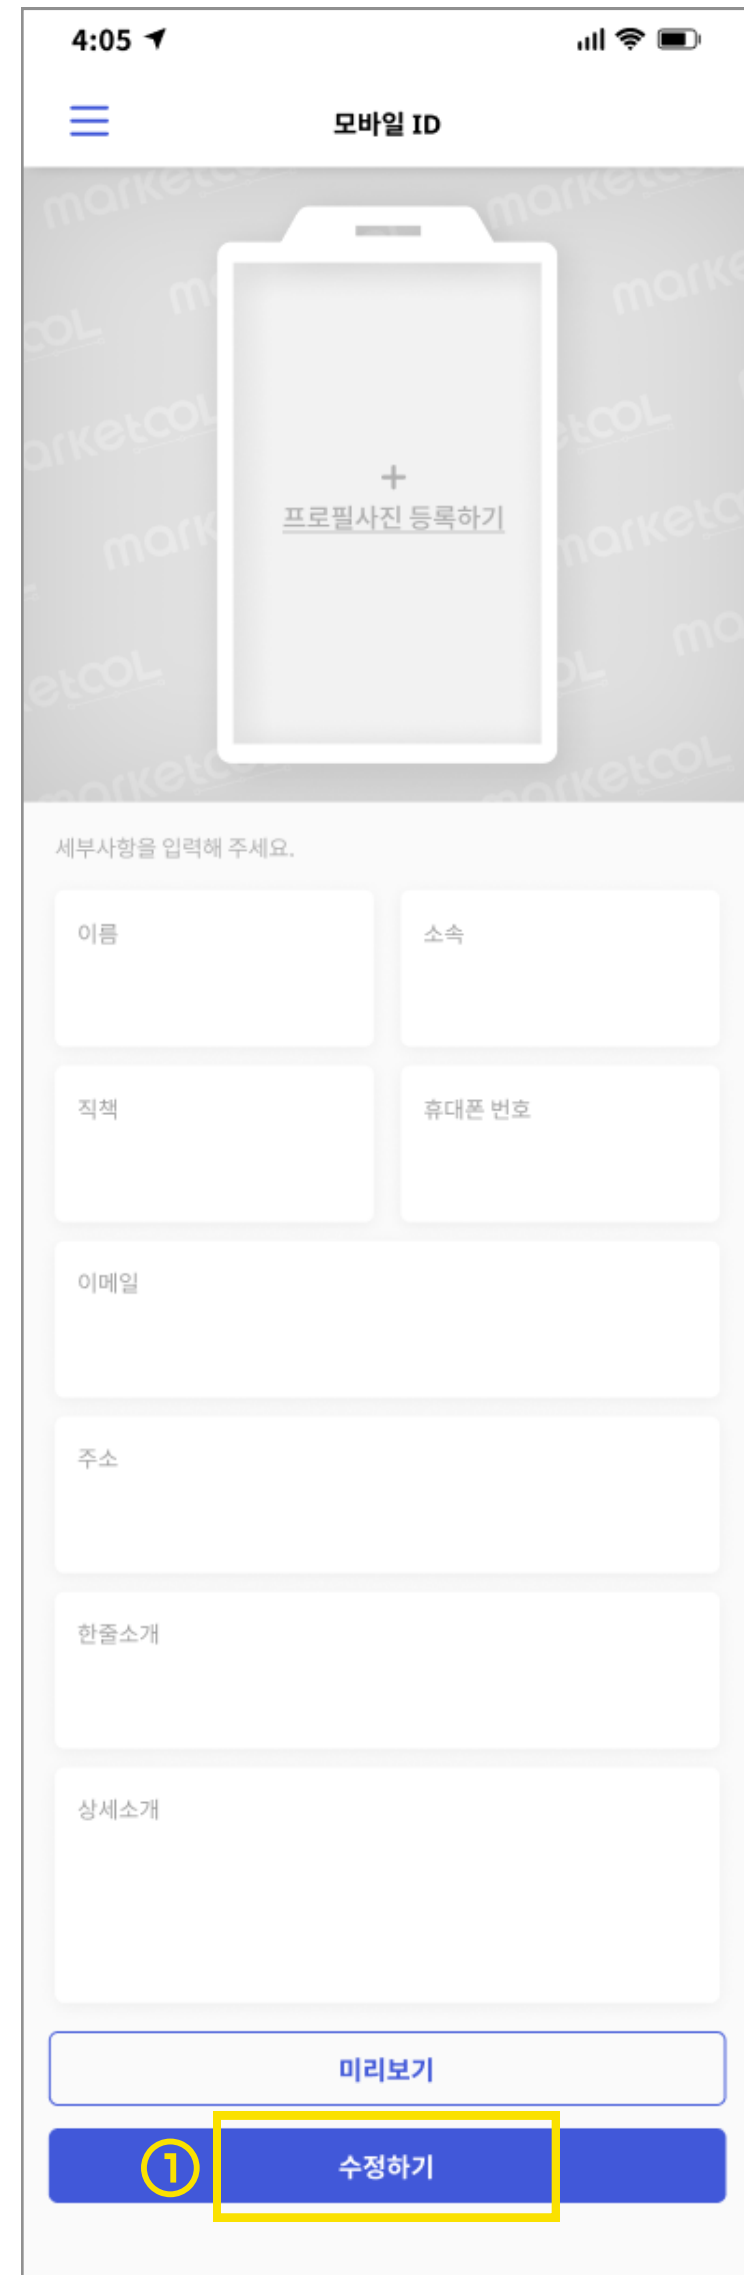 4:05
모바일 ID
marketcool
marketcool
프로필사진 등록하기
세부사항을 입력해 주세요.
이름
소속
직책
휴대폰 번호
이메일
주소
한줄소개
상세소개
미리보기
① 수정하기